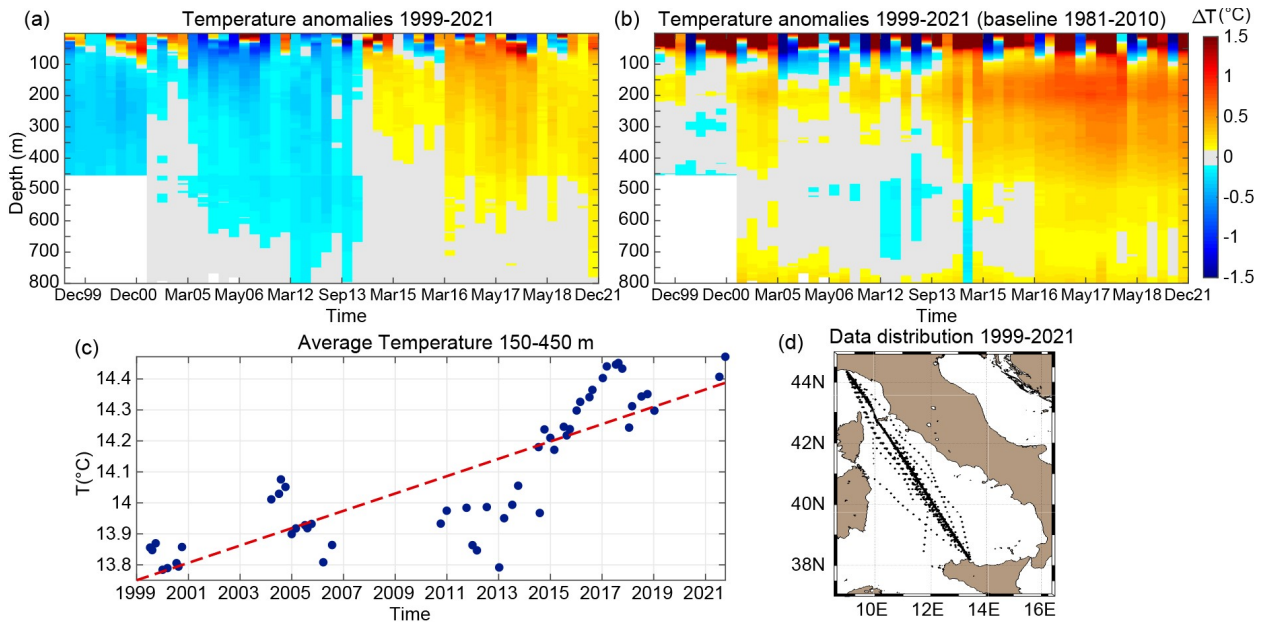 (a) Temperature anomalies 1999-2021
(b) Temperature anomalies 1999-2021 (baseline 1981-2010)
ΔT(°C)
Depth (m)
100
200
300
400
500
600
700
800
Dec99 Dec00 Mar05 May06 Mar12 Sep13 Mar15 Mar16 May17 May18 Dec21
Time
100
200
300
400
500
600
700
800
Dec99 Dec00 Mar05 May06 Mar12 Sep13 Mar15 Mar16 May17 May18 Dec21
Time
1.5
1
0.5
0
-0.5
-1
-1.5
(c) Average Temperature 150-450 m
T(°C)
14.4
14.3
14.2
14.1
14
13.9
13.8
1999 2001 2003 2005 2007 2009 2011 2013 2015 2017 2019 2021
Time
(d) Data distribution 1999-2021
44N
42N
40N
38N
10E 12E 14E 16E